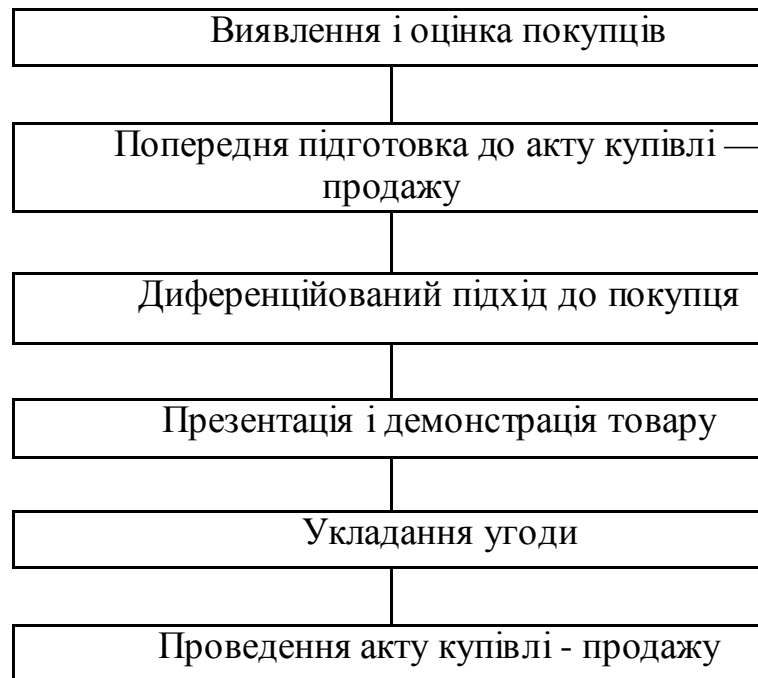 Виявлення і оцінка покупців
Попередня підготовка до акту купівлі —
продажу
Диференційований підхід до покупця
Презентація і демонстрація товару
Укладання угоди
Проведення акту купівлі - продажу